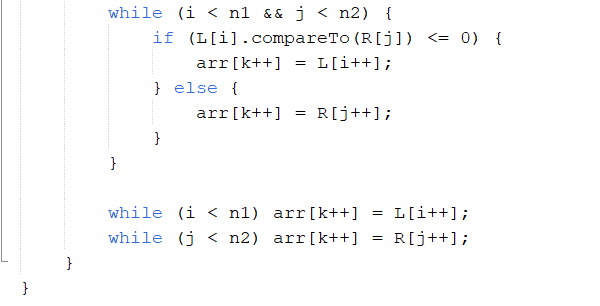 while (i < n1 && j < n2) {
if (L[i].compareTo(R[j]) <= 0) {
arr[k++] = L[i++];
} else {
arr[k++] = R[j++];
}
}
while (i < n1) arr[k++] = L[i++];
while (j < n2) arr[k++] = R[j++];
}
}